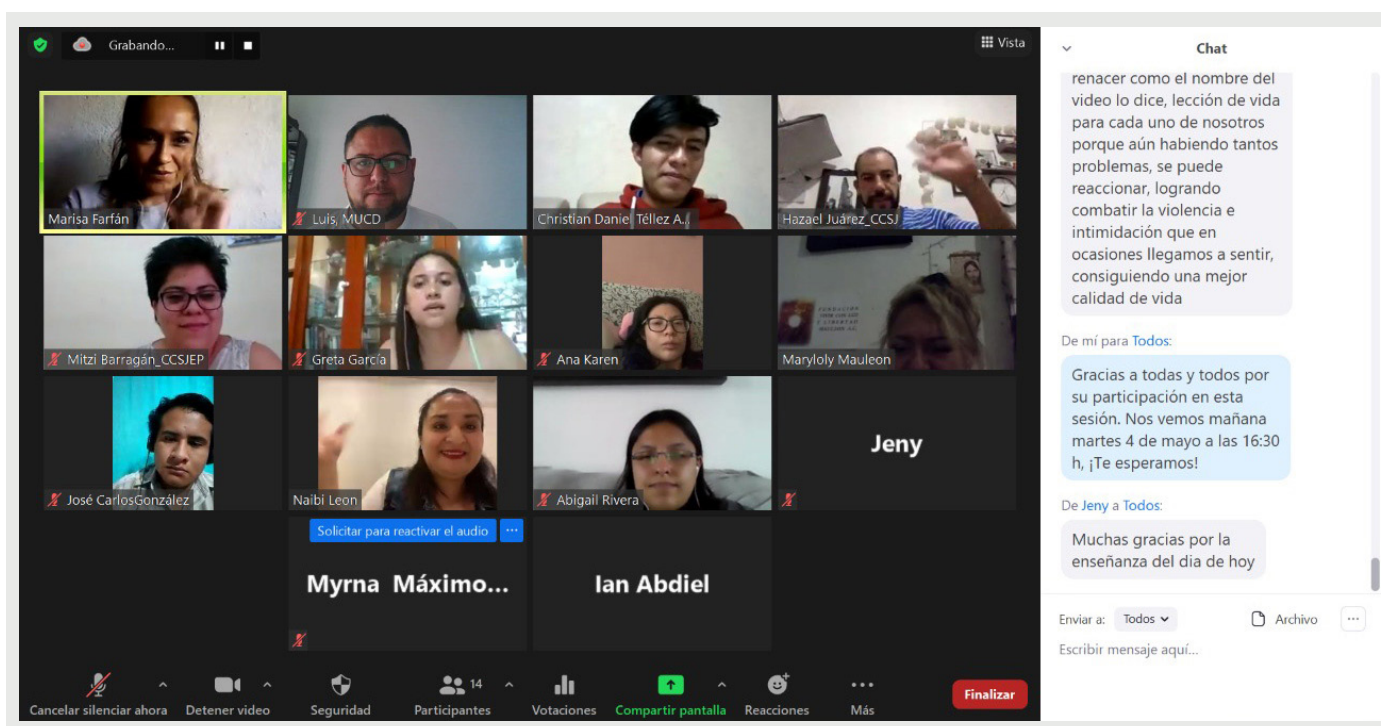 Grabando...
Vista
Marisa Farfán
Luis, MUCD
Christian Daniel Téllez A...
Hazael Juárez_CCSJ
Mitzi Barragán_CCSJEP
Greta García
Ana Karen
Maryloly Mauleon
José CarlosGonzález
Naibi Leon
Abigail Rivera
Jeny
Solicitar para reactivar el audio ...
Myrna Máximo...
Ian Abdiel
Cancelar silenciar ahora
Detener video
Seguridad
14
Participantes
Votaciones
Compartir pantalla
Reacciones
Más
Finalizar
Chat
renacer como el nombre del
video lo dice, lección de vida
para cada uno de nosotros
porque aún habiendo tantos
problemas, se puede
reaccionar, logrando
combatir la violencia e
intimidación que en
ocasiones llegamos a sentir,
consiguiendo una mejor
calidad de vida
De mí para Todos:
Gracias a todas y todos por
su participación en esta
sesión. Nos vemos mañana
martes 4 de mayo a las 16:30
h, ¡Te esperamos!
De Jeny a Todos:
Muchas gracias por la
enseñanza del dia de hoy
Enviar a: Todos
Archivo
...
Escribir mensaje aquí...